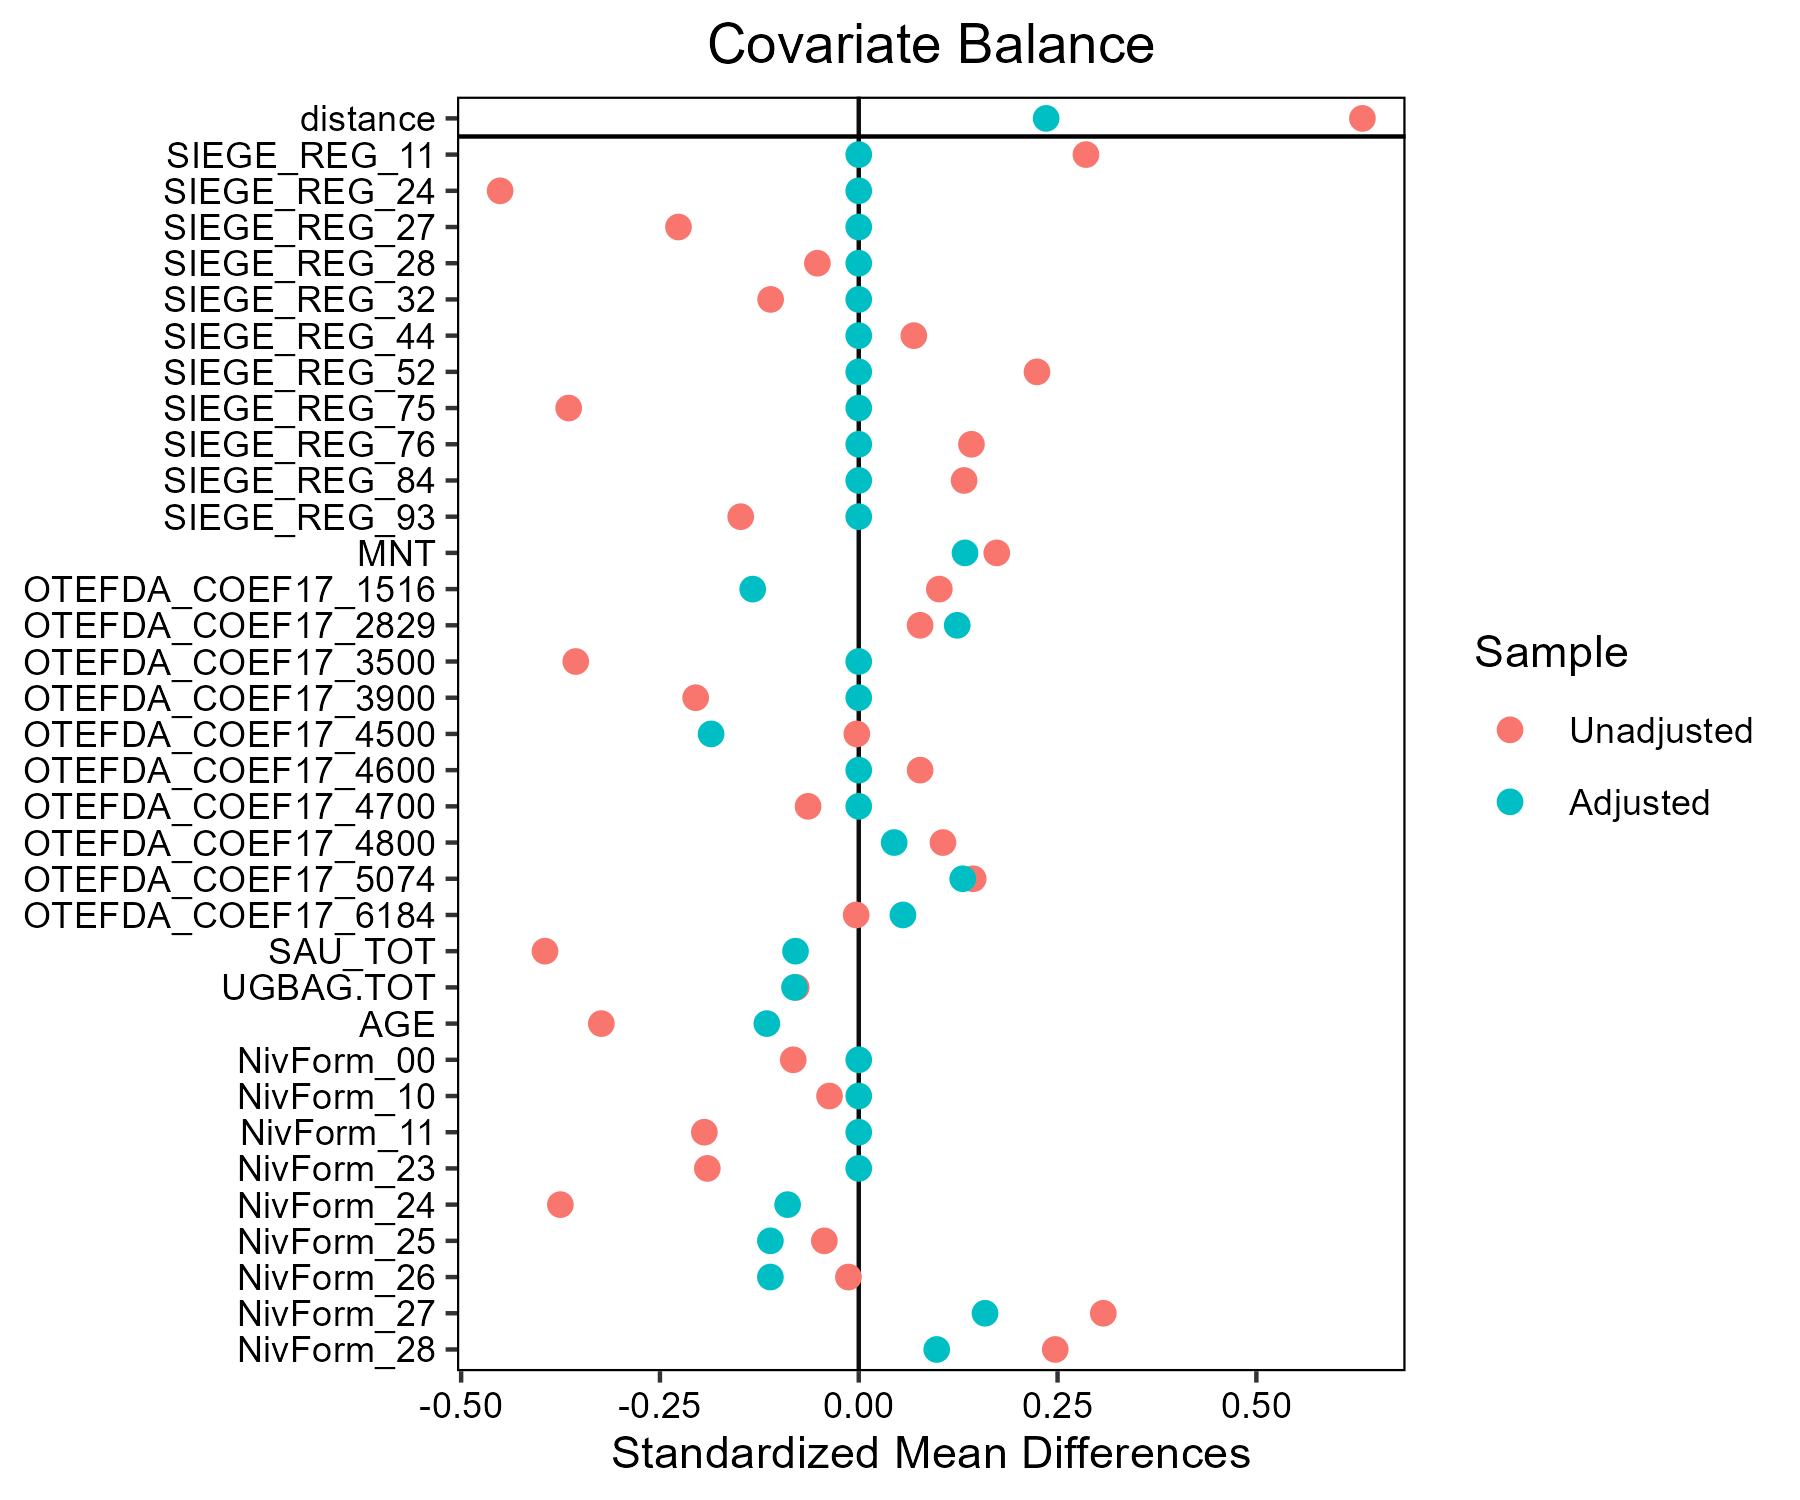 Covariate Balance
distance
SIEGE_REG_11
SIEGE_REG_24
SIEGE_REG_27
SIEGE_REG_28
SIEGE_REG_32
SIEGE_REG_44
SIEGE_REG_52
SIEGE_REG_75
SIEGE_REG_76
SIEGE_REG_84
SIEGE_REG_93
MNT
OTEFDA_COEF17_1516
OTEFDA_COEF17_2829
OTEFDA_COEF17_3500
OTEFDA_COEF17_3900
OTEFDA_COEF17_4500
OTEFDA_COEF17_4600
OTEFDA_COEF17_4700
OTEFDA_COEF17_4800
OTEFDA_COEF17_5074
OTEFDA_COEF17_6184
SAU_TOT
UGBAG.TOT
AGE
NivForm_00
NivForm_10
NivForm_11
NivForm_23
NivForm_24
NivForm_25
NivForm_26
NivForm_27
NivForm_28
-0.50 -0.25 0.00 0.25 0.50
Standardized Mean Differences
Sample
Unadjusted
Adjusted